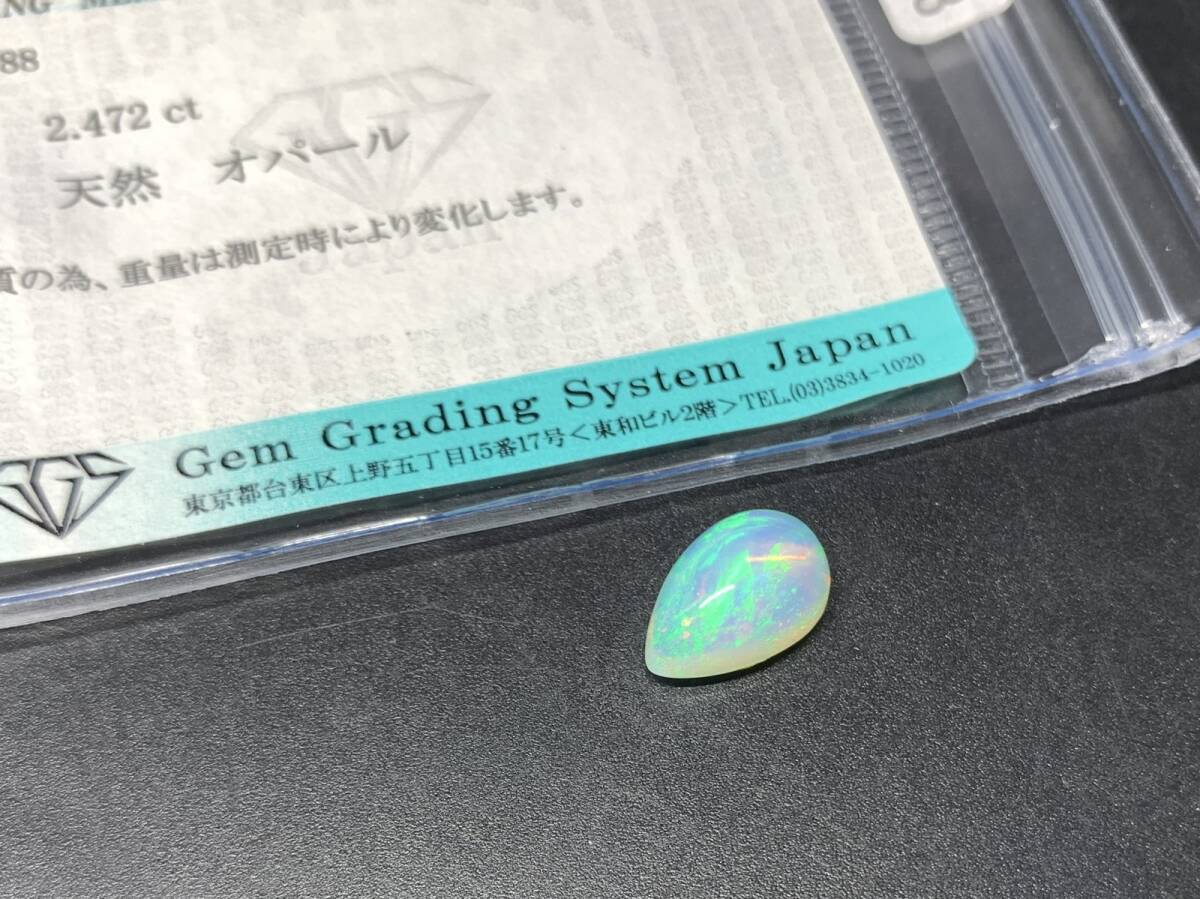 88
2.472 ct
天然 オパール
質の為、重量は測定時により変化します。
Japan
Gem Grading System Japan
GGS
東京都台東区上野五丁目15番17号<東和ビル2階>TEL.(03)3834-1020